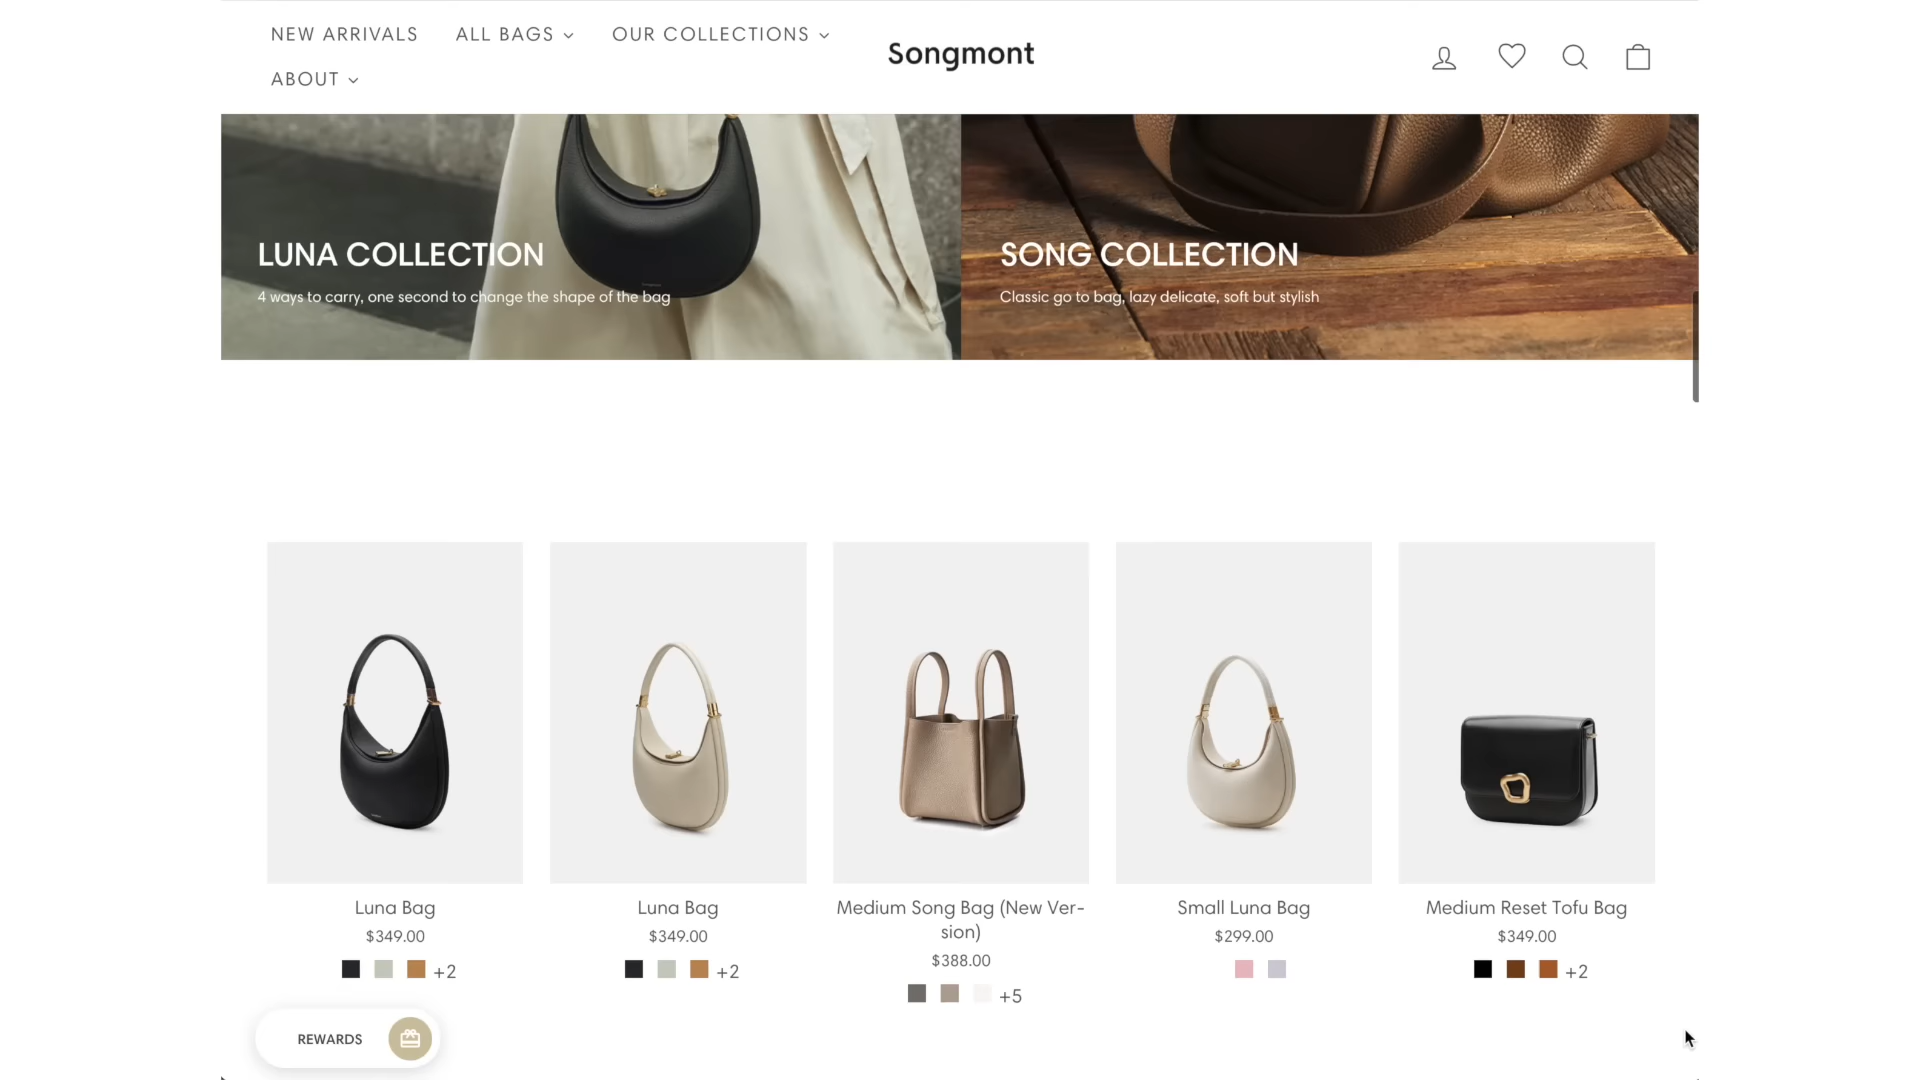 NEW ARRIVALS
ALL BAGS
OUR COLLECTIONS
ABOUT
Songmont
LUNA COLLECTION
4 ways to carry, one second to change the shape of the bag
SONG COLLECTION
Classic go to bag, lazy delicate, soft but stylish
Luna Bag
$349.00
+2
Luna Bag
$349.00
+2
Medium Song Bag (New Ver-
sion)
$388.00
+5
Small Luna Bag
$299.00
Medium Reset Tofu Bag
$349.00
+2
REWARDS